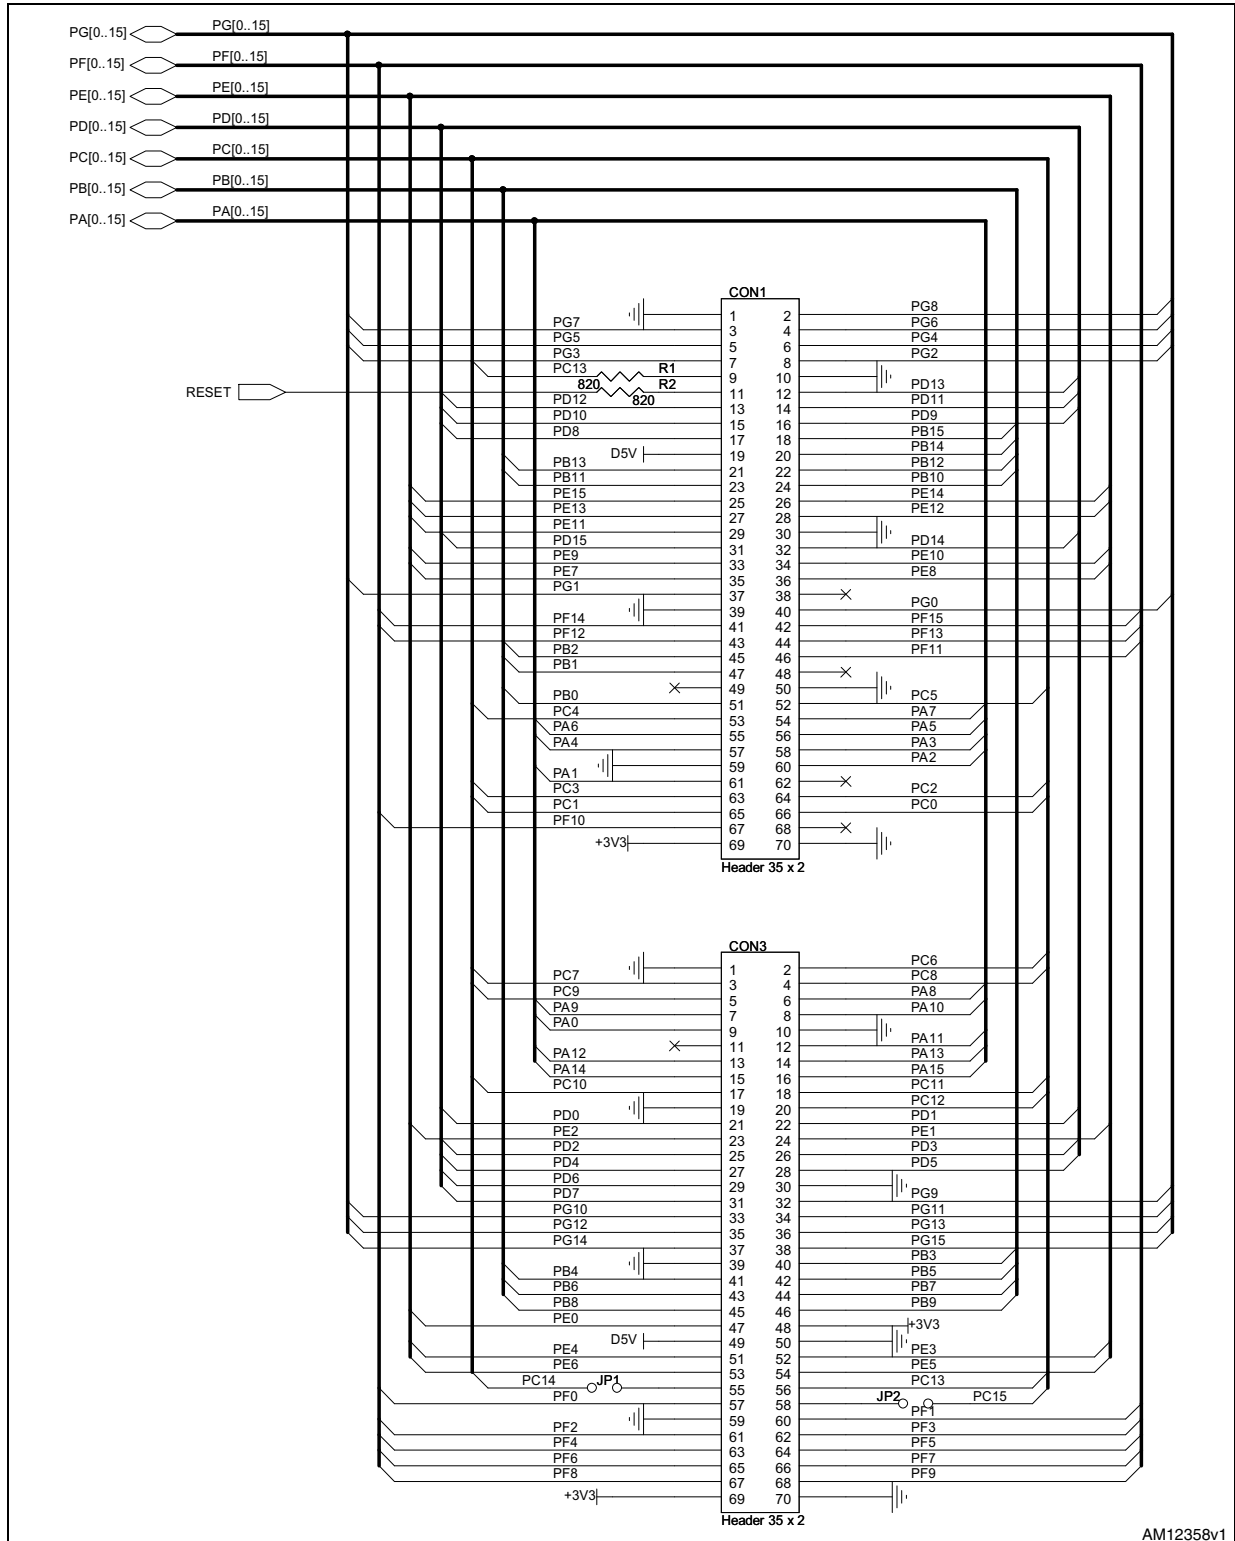 PG[0..15] PG[0..15]
PF[0..15] PF[0..15]
PE[0..15] PE[0..15]
PD[0..15] PD[0..15]
PC[0..15] PC[0..15]
PB[0..15] PB[0..15]
PA[0..15] PA[0..15]
CON1
1 2 PG8
PG7 3 4 PG6
PG5 5 6 PG4
PG3 7 8 PG2
PC13 R1 9 10
RESET 820 R2 11 12 PD13
PD12 820 13 14 PD11
PD10 15 16 PD9
PD8 17 18 PB15
D5V 19 20 PB14
PB13 21 22 PB12
PB11 23 24 PB10
PE15 25 26 PE14
PE13 27 28 PE12
PE11 29 30
PD15 31 32 PD14
PE9 33 34 PE10
PE7 35 36 PE8
PG1 37 38
39 40 PG0
PF14 41 42 PF15
PF12 43 44 PF13
PB2 45 46 PF11
PB1 47 48
49 50
PB0 51 52 PC5
PC4 53 54 PA7
PA6 55 56 PA5
PA4 57 58 PA3
59 60 PA2
PA1 61 62
PC3 63 64 PC2
PC1 65 66 PC0
PF10 67 68
+3V3 69 70
Header 35 x 2
CON3
1 2 PC6
PC7 3 4 PC8
PC9 5 6 PA8
PA9 7 8 PA10
PA0 9 10
11 12 PA11
PA12 13 14 PA13
PA14 15 16 PA15
PC10 17 18 PC11
19 20 PC12
PD0 21 22 PD1
PE2 23 24 PE1
PD2 25 26 PD3
PD4 27 28 PD5
PD6 29 30
PD7 31 32 PG9
PG10 33 34 PG11
PG12 35 36 PG13
PG14 37 38 PG15
39 40 PB3
PB4 41 42 PB5
PB6 43 44 PB7
PB8 45 46 PB9
PE0 47 48 +3V3
D5V 49 50
PE4 51 52 PE3
PE6 53 54 PE5
PC14 JP1 55 56 PC13
PF0 57 58 JP2 PC15
59 60 PF1
PF2 61 62 PF3
PF4 63 64 PF5
PF6 65 66 PF7
PF8 67 68 PF9
+3V3 69 70
Header 35 x 2
AM12358v1